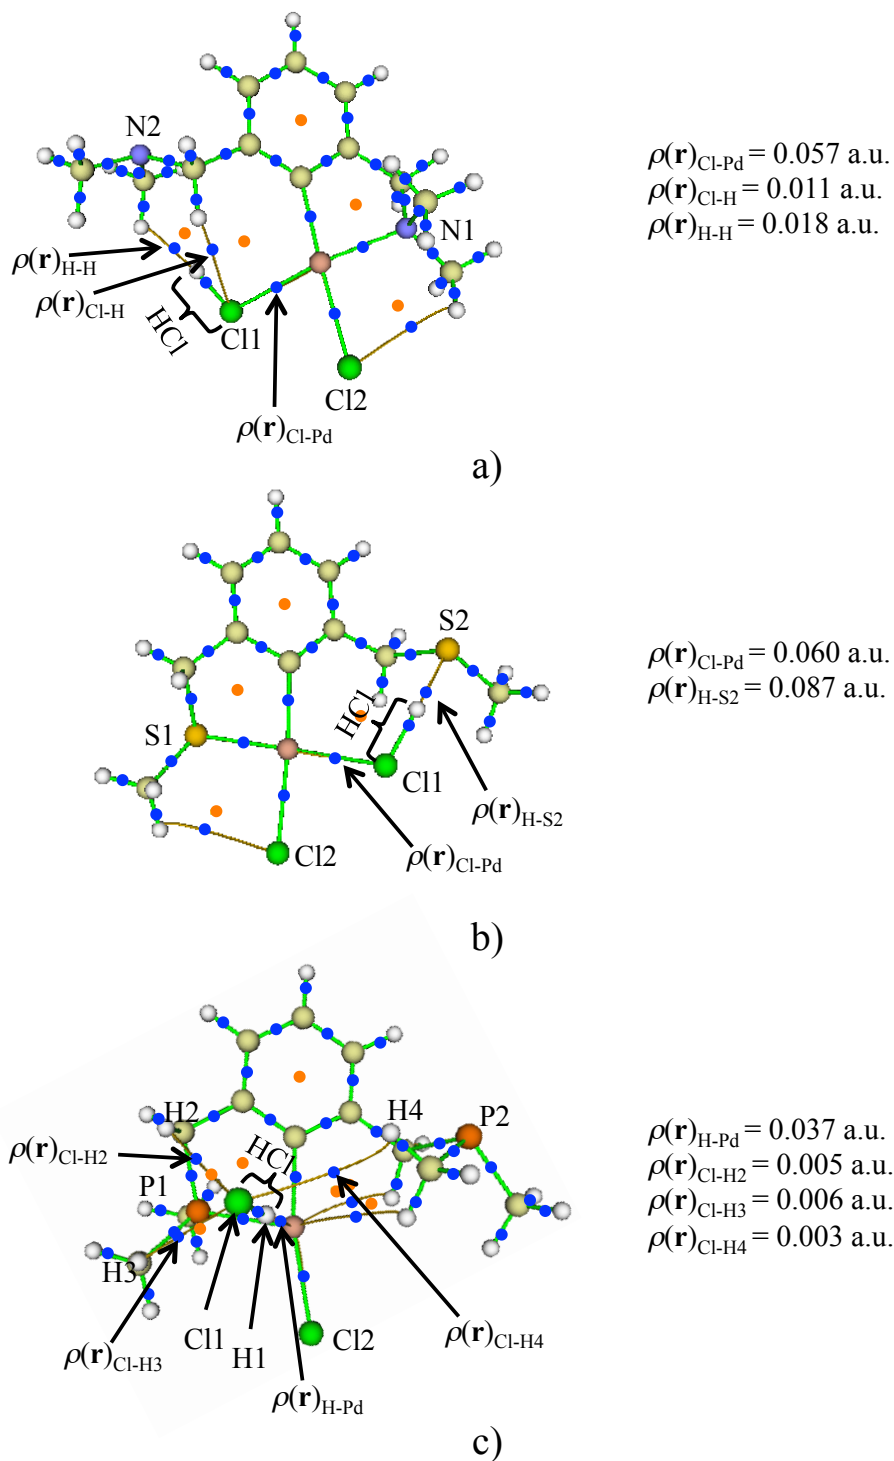 N2
ρ(r)Cl-Pd = 0.057 a.u.
ρ(r)Cl-H = 0.011 a.u.
ρ(r)H-H = 0.018 a.u.
N1
ρ(r)H-H
ρ(r)Cl-H
HCl
Cl1
Cl2
ρ(r)Cl-Pd
a)
S2
ρ(r)Cl-Pd = 0.060 a.u.
ρ(r)H-S2 = 0.087 a.u.
HCl
S1
Cl1
ρ(r)H-S2
Cl2
ρ(r)Cl-Pd
b)
H2
H4
P2
ρ(r)H-Pd = 0.037 a.u.
ρ(r)Cl-H2 = 0.005 a.u.
ρ(r)Cl-H3 = 0.006 a.u.
ρ(r)Cl-H4 = 0.003 a.u.
ρ(r)Cl-H2
HCl
P1
H3
Cl1
H1
Cl2
ρ(r)Cl-H4
ρ(r)Cl-H3
ρ(r)H-Pd
c)